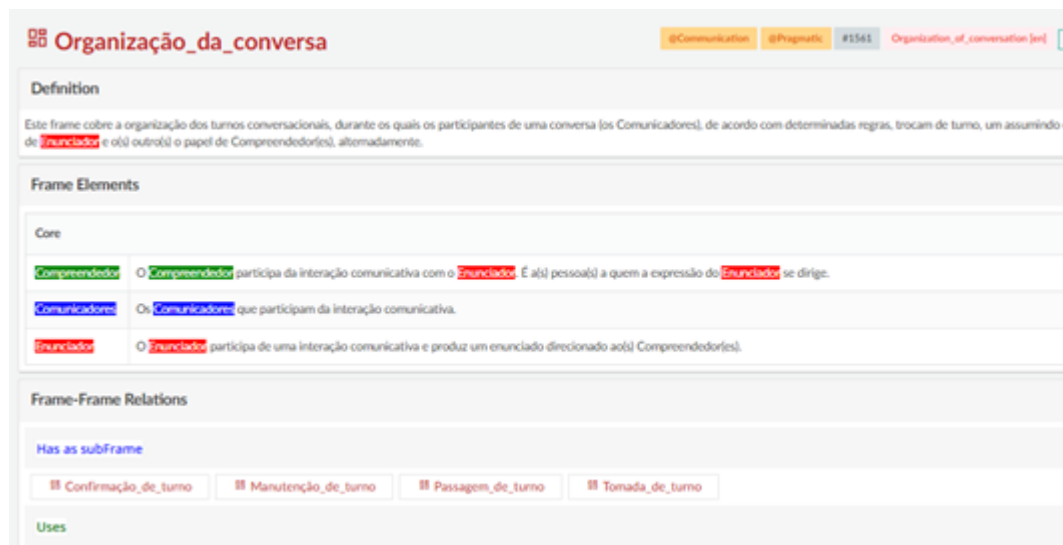 Organização_da_conversa
@Communication @Pragmatic #1561 Organization_of_conversation [en]
Definition
Este frame cobre a organização dos turnos conversacionais, durante os quais os participantes de uma conversa (os Comunicadores), de acordo com determinadas regras, trocam de turno, um assumindo
de Enunciador e o(s) outro(s) o papel de Compreendedor(es), alternadamente.
Frame Elements
Core
Compreendedor O Compreendedor participa da interação comunicativa com o Enunciador. É a(s) pessoa(s) a quem a expressão do Enunciador se dirige.
Comunicadores Os Comunicadores que participam da interação comunicativa.
Enunciador O Enunciador participa de uma interação comunicativa e produz um enunciado direcionado ao(s) Compreendedor(es).
Frame-Frame Relations
Has as subFrame
Confirmação_de_turno Manutenção_de_turno Passagem_de_turno Tomada_de_turno
Uses